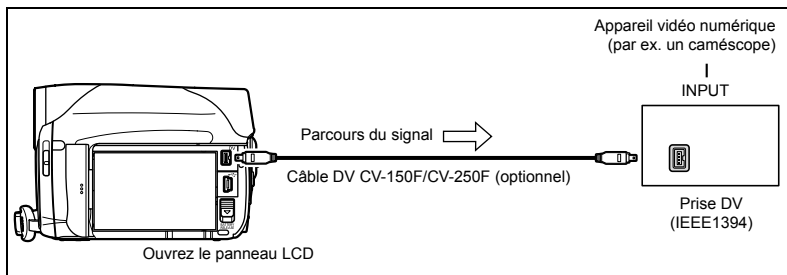 Appareil vidéo numérique
(par ex. un caméscope)
INPUT
Parcours du signal
Câble DV CV-150F/CV-250F (optionnel)
Prise DV
(IEEE1394)
Ouvrez le panneau LCD